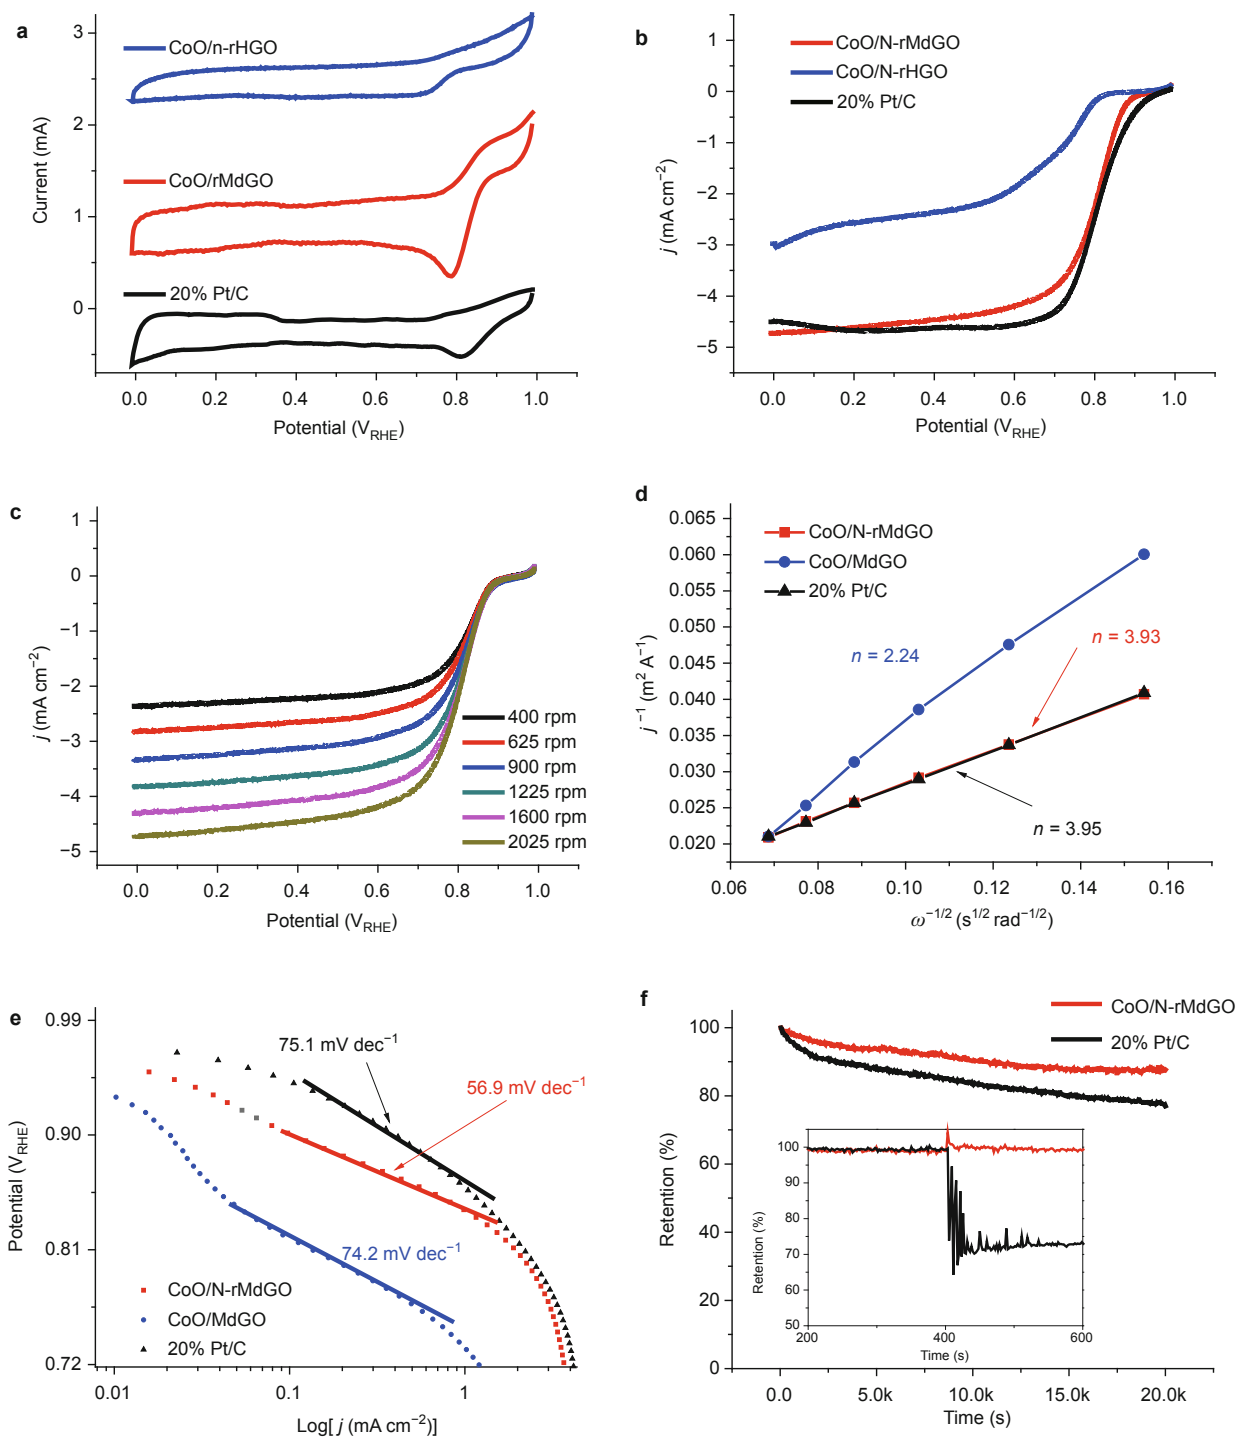 a
CoO/n-rHGO
CoO/rMdGO
20% Pt/C
3
2
1
0
Current (mA)
0.0 0.2 0.4 0.6 0.8 1.0
Potential (V_RHE)
b
CoO/N-rMdGO
CoO/N-rHGO
20% Pt/C
1
0
−1
−2
−3
−4
−5
j (mA cm⁻²)
0.0 0.2 0.4 0.6 0.8 1.0
Potential (V_RHE)
c
1
0
−1
−2
−3
−4
−5
j (mA cm⁻²)
400 rpm
625 rpm
900 rpm
1225 rpm
1600 rpm
2025 rpm
0.0 0.2 0.4 0.6 0.8 1.0
Potential (V_RHE)
d
0.065
0.060
0.055
0.050
0.045
0.040
0.035
0.030
0.025
0.020
j⁻¹ (m² A⁻¹)
CoO/N-rMdGO
CoO/MdGO
20% Pt/C
n = 2.24
n = 3.93
n = 3.95
0.06 0.08 0.10 0.12 0.14 0.16
ω⁻¹/² (s¹/² rad⁻¹/²)
e
0.99
0.90
0.81
0.72
Potential (V_RHE)
75.1 mV dec⁻¹
56.9 mV dec⁻¹
74.2 mV dec⁻¹
CoO/N-rMdGO
CoO/MdGO
20% Pt/C
0.01 0.1 1
Log[ j (mA cm⁻²)]
f
CoO/N-rMdGO
20% Pt/C
100
80
60
40
20
0
Retention (%)
100
90
80
70
60
50
Retention (%)
200 400 600
Time (s)
0.0 5.0k 10.0k 15.0k 20.0k
Time (s)